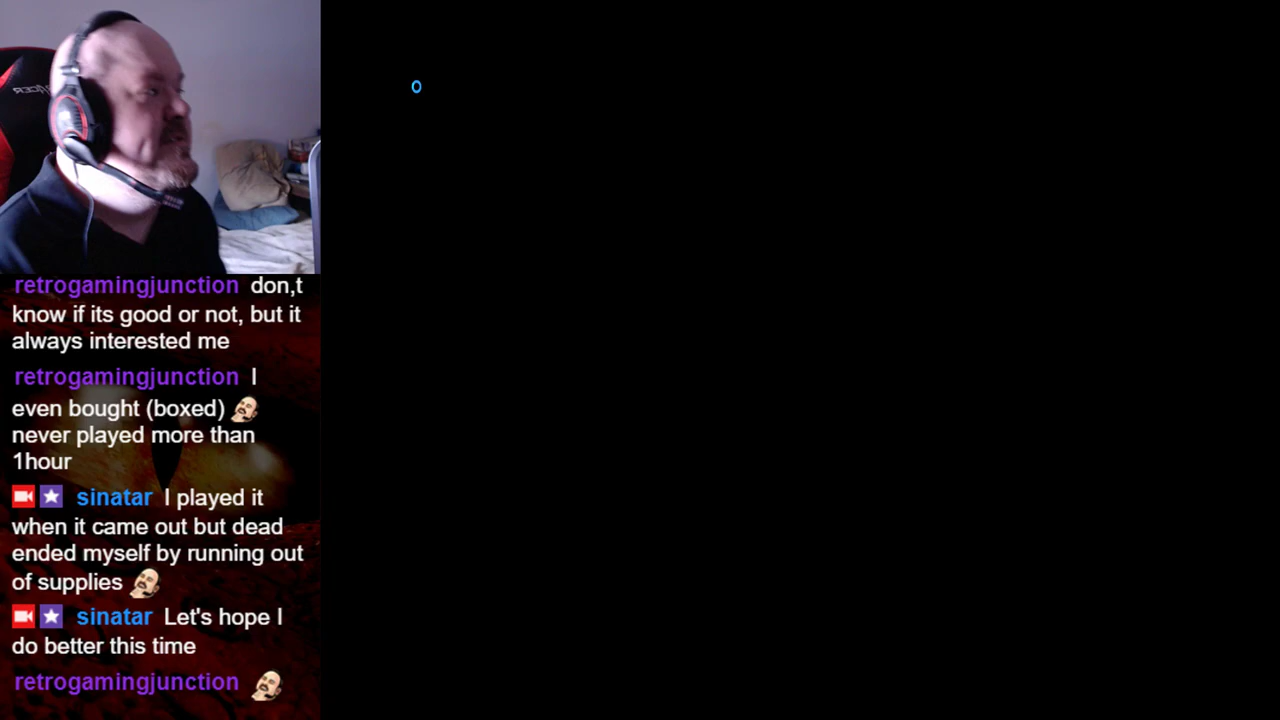 o
retrogamingjunction don,t
know if its good or not, but it
always interested me
retrogamingjunction I
even bought (boxed)
never played more than
1hour
sinatar I played it
when it came out but dead
ended myself by running out
of supplies
sinatar Let's hope I
do better this time
retrogamingjunction